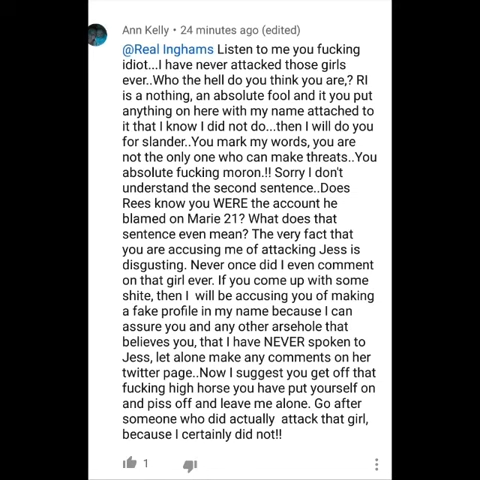 Ann Kelly • 24 minutes ago (edited)
@Real Inghams Listen to me you fucking
idiot...I have never attacked those girls
ever..Who the hell do you think you are,? RI
is a nothing, an absolute fool and it you put
anything on here with my name attached to
it that I know I did not do...then I will do you
for slander..You mark my words, you are
not the only one who can make threats..You
absolute fucking moron.!! Sorry I don't
understand the second sentence..Does
Rees know you WERE the account he
blamed on Marie 21? What does that
sentence even mean? The very fact that
you are accusing me of attacking Jess is
disgusting. Never once did I even comment
on that girl ever. If you come up with some
shite, then I will be accusing you of making
a fake profile in my name because I can
assure you and any other arsehole that
believes you, that I have NEVER spoken to
Jess, let alone make any comments on her
twitter page..Now I suggest you get off that
fucking high horse you have put yourself on
and piss off and leave me alone. Go after
someone who did actually attack that girl,
because I certainly did not!!
1